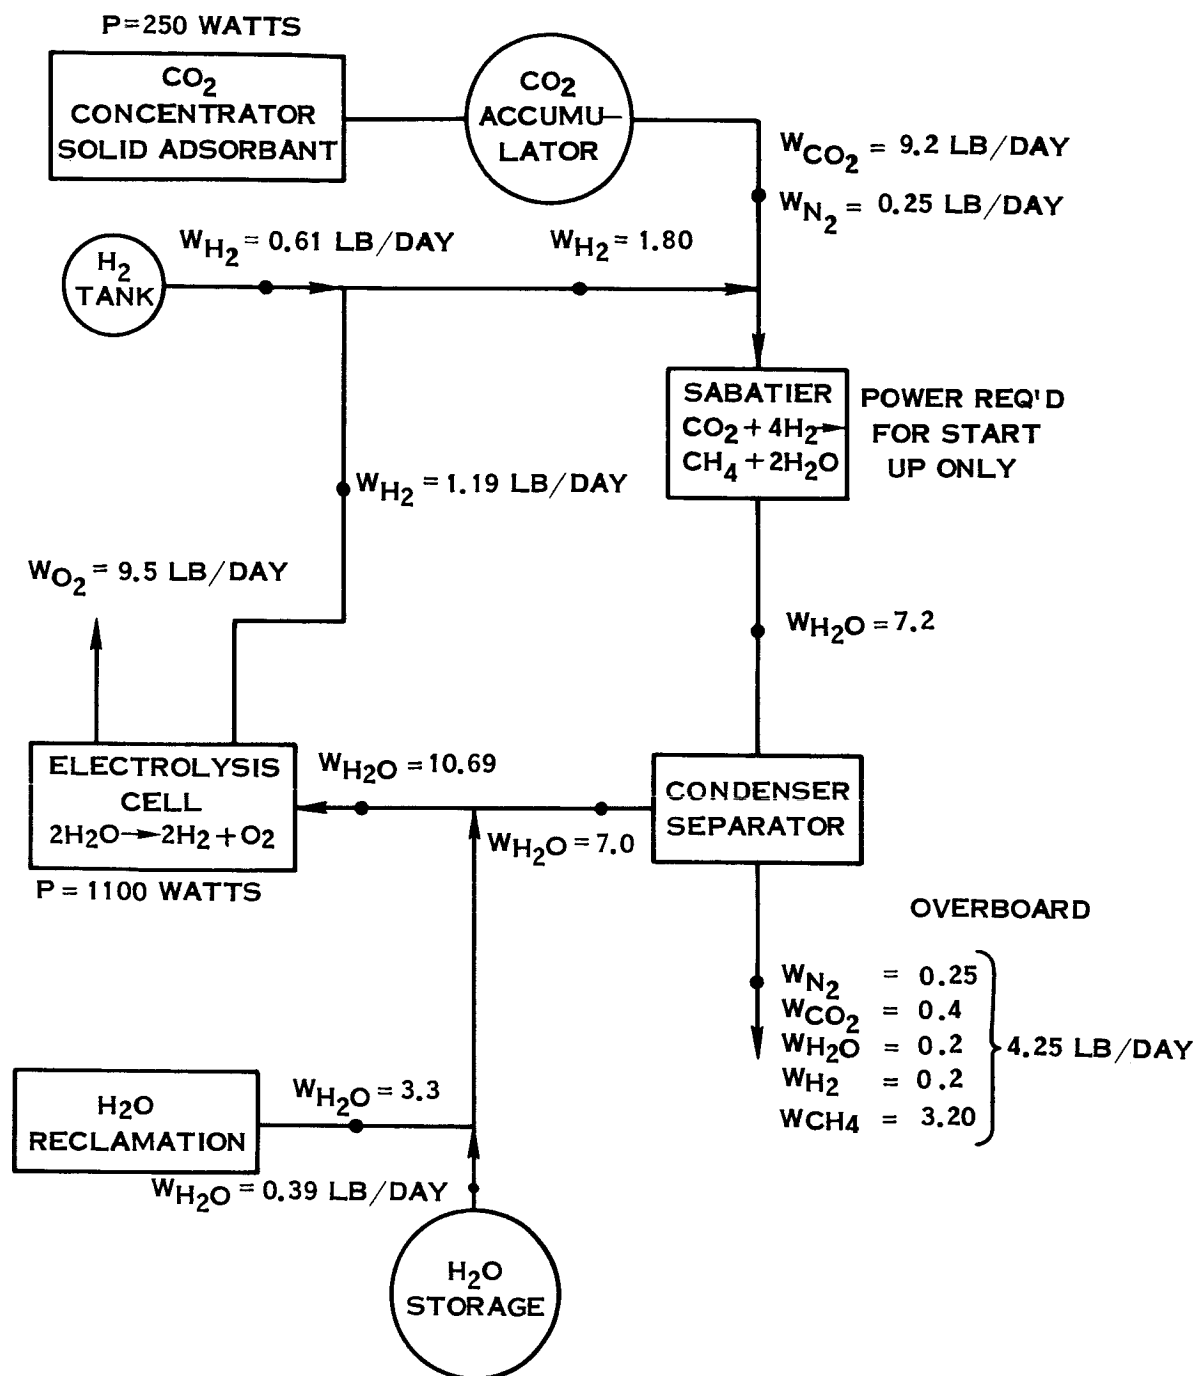 P=250 WATTS
CO2
CONCENTRATOR
SOLID ADSORBANT
CO2
ACCUMU-
LATOR
WCO2 = 9.2 LB/DAY
WN2 = 0.25 LB/DAY
WH2 = 0.61 LB/DAY
WH2 = 1.80
H2
TANK
SABATIER
CO2 + 4H2→
CH4 + 2H2O
POWER REQ'D
FOR START
UP ONLY
WH2 = 1.19 LB/DAY
WO2 = 9.5 LB/DAY
WH2O = 7.2
ELECTROLYSIS
CELL
2H2O→2H2 + O2
P = 1100 WATTS
WH2O = 10.69
WH2O = 7.0
CONDENSER
SEPARATOR
OVERBOARD
WN2 = 0.25
WCO2 = 0.4
WH2O = 0.2
WH2 = 0.2
WCH4 = 3.20
4.25 LB/DAY
H2O
RECLAMATION
WH2O = 3.3
WH2O = 0.39 LB/DAY
H2O
STORAGE